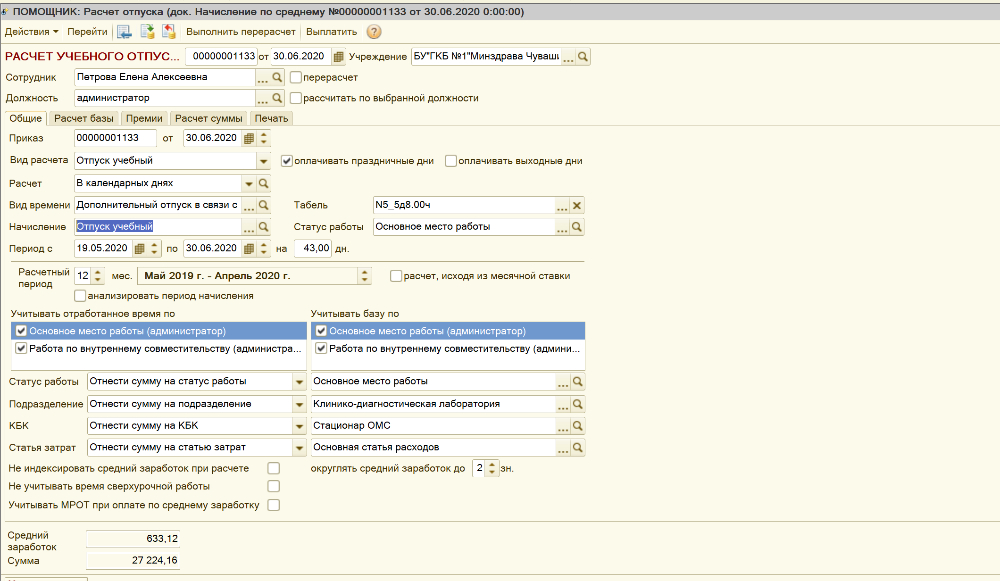 ПОМОЩНИК: Расчет отпуска (док. Начисление по среднему №00000001133 от 30.06.2020 0:00:00)
Действия Перейти Выполнить перерасчет Выплатить ?
РАСЧЕТ УЧЕБНОГО ОТПУС... 00000001133 от 30.06.2020 Учреждение БУ"ГКБ №1"Минздрава Чуваши ...
Сотрудник Петрова Елена Алексеевна ... перерасчет
Должность администратор ... рассчитать по выбранной должности
Общие Расчет базы Премии Расчет суммы Печать
Приказ 00000001133 от 30.06.2020
Вид расчета Отпуск учебный оплачивать праздничные дни оплачивать выходные дни
Расчет В календарных днях
Вид времени Дополнительный отпуск в связи с ... Табель N5_5д8.00ч ...
Начисление Отпуск учебный ... Статус работы Основное место работы ...
Период с 19.05.2020 по 30.06.2020 на 43,00 дн.
Расчетный период 12 мес. Май 2019 г. - Апрель 2020 г. расчет, исходя из месячной ставки
анализировать период начисления
Учитывать отработанное время по Учитывать базу по
Основное место работы (администратор) Основное место работы (администратор)
Работа по внутреннему совместительству (администра... Работа по внутреннему совместительству (админи...
Статус работы Отнести сумму на статус работы Основное место работы ...
Подразделение Отнести сумму на подразделение Клинико-диагностическая лаборатория ...
КБК Отнести сумму на КБК Стационар ОМС ...
Статья затрат Отнести сумму на статью затрат Основная статья расходов ...
Не индексировать средний заработок при расчете округлять средний заработок до 2 зн.
Не учитывать время сверхурочной работы
Учитывать МРОТ при оплате по среднему заработку
Средний заработок 633,12
Сумма 27 224,16